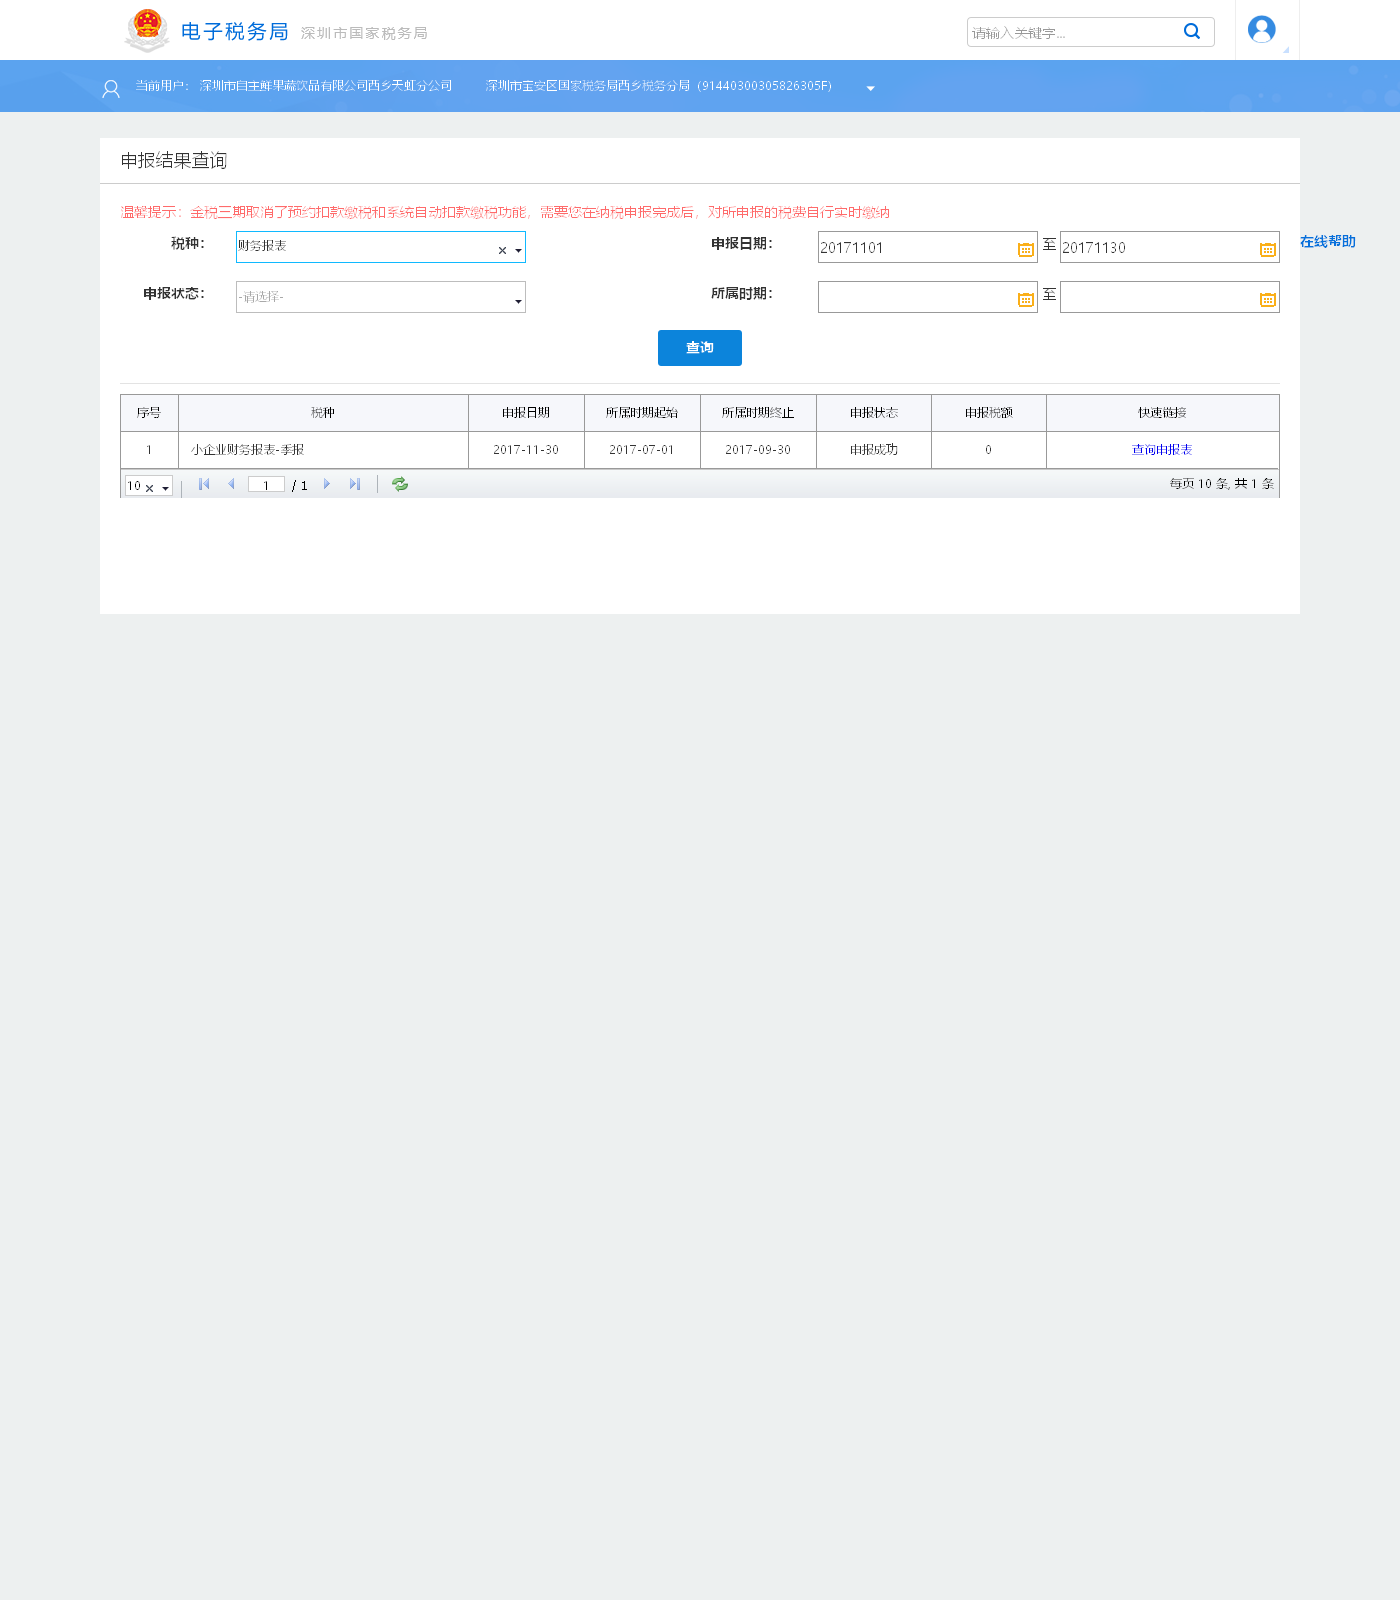 电子税务局 深圳市国家税务局
请输入关键字...
当前用户： 深圳市自主鲜果蔬饮品有限公司西乡天虹分公司 深圳市宝安区国家税务局西乡税务分局 (91440300305826305F)
申报结果查询
温馨提示：金税三期取消了预约扣款缴税和系统自动扣款缴税功能，需要您在纳税申报完成后，对所申报的税费自行实时缴纳
税种： 财务报表 申报日期： 20171101 至 20171130 在线帮助
申报状态： -请选择- 所属时期： 至
查询
序号 税种 申报日期 所属时期起始 所属时期终止 申报状态 申报税额 快速链接
1 小企业财务报表-季报 2017-11-30 2017-07-01 2017-09-30 申报成功 0 查询申报表
10 1 / 1 每页 10 条, 共 1 条